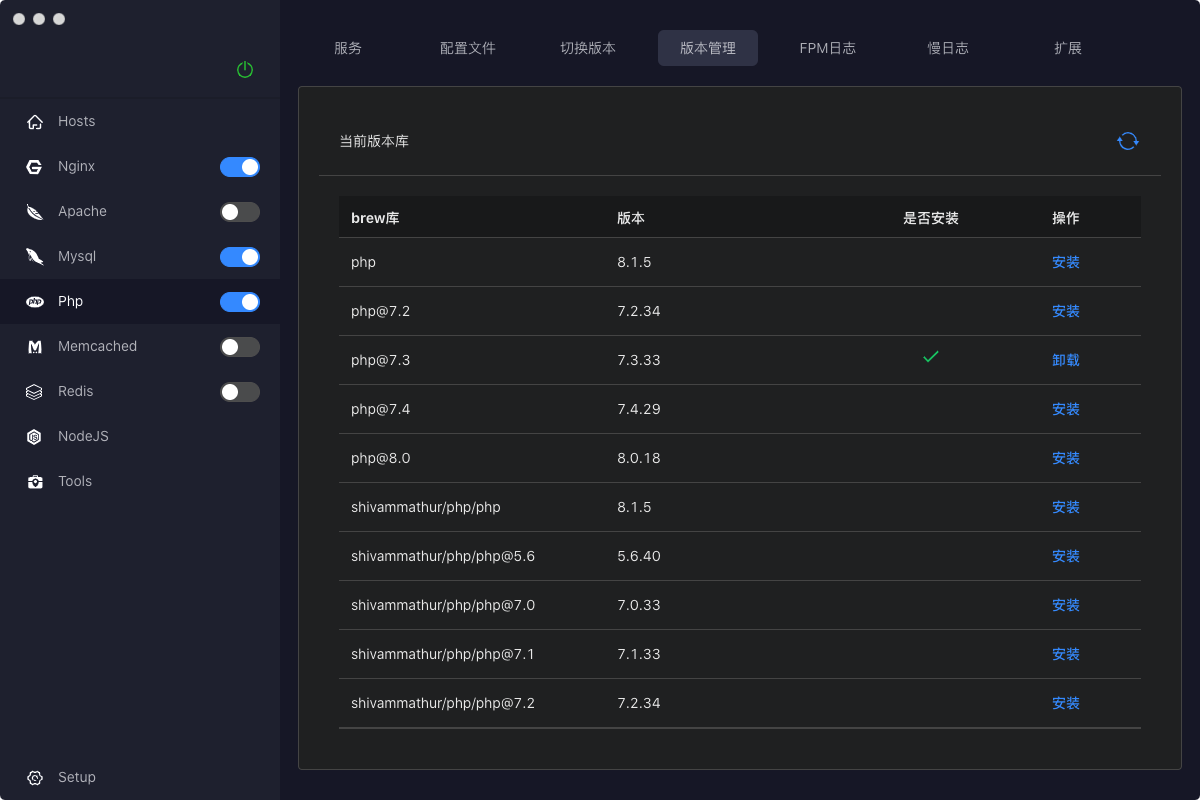 服务 配置文件 切换版本 版本管理 FPM日志 慢日志 扩展
Hosts
Nginx
Apache
Mysql
Php
Memcached
Redis
NodeJS
Tools
Setup
当前版本库
brew库 版本 是否安装 操作
php 8.1.5 安装
php@7.2 7.2.34 安装
php@7.3 7.3.33 卸载
php@7.4 7.4.29 安装
php@8.0 8.0.18 安装
shivammathur/php/php 8.1.5 安装
shivammathur/php/php@5.6 5.6.40 安装
shivammathur/php/php@7.0 7.0.33 安装
shivammathur/php/php@7.1 7.1.33 安装
shivammathur/php/php@7.2 7.2.34 安装